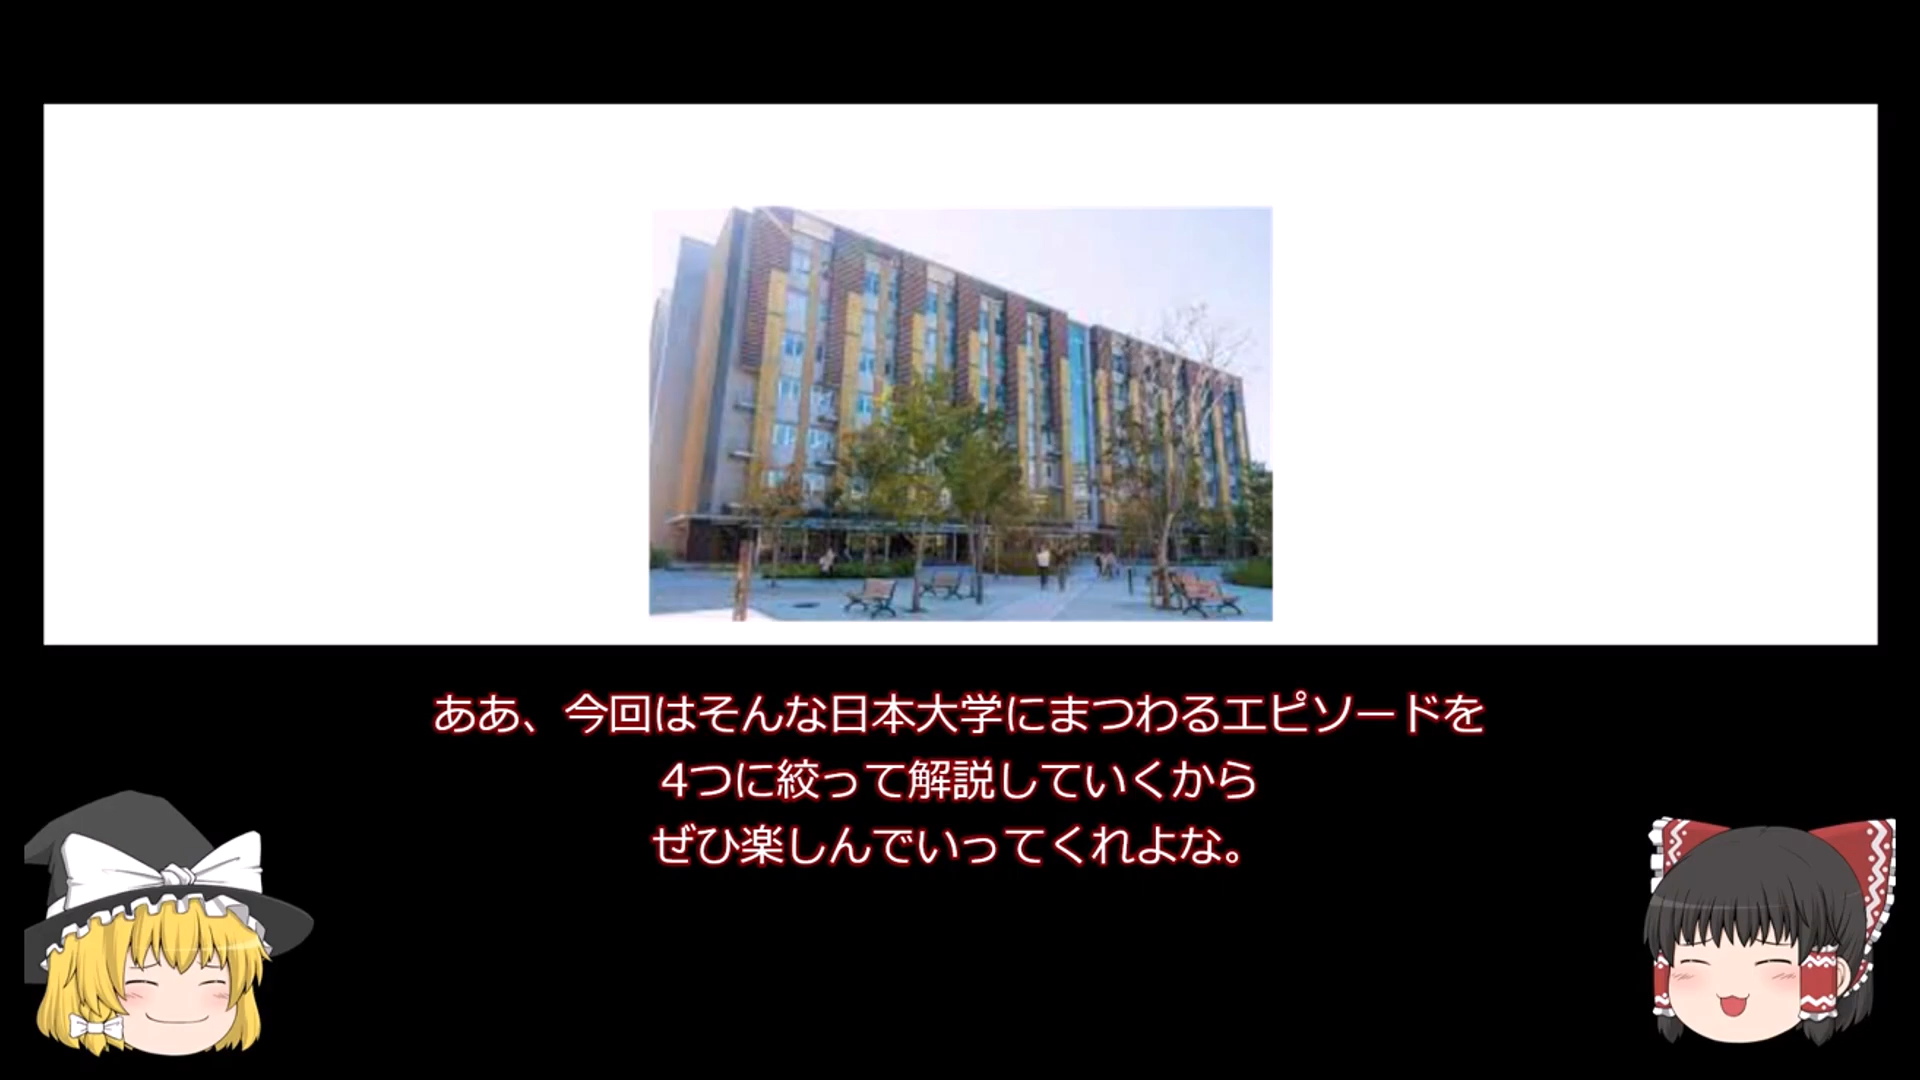 ああ、今回はそんな日本大学にまつわるエピソードを
4つに絞って解説していくから
ぜひ楽しんでいってくれよな。